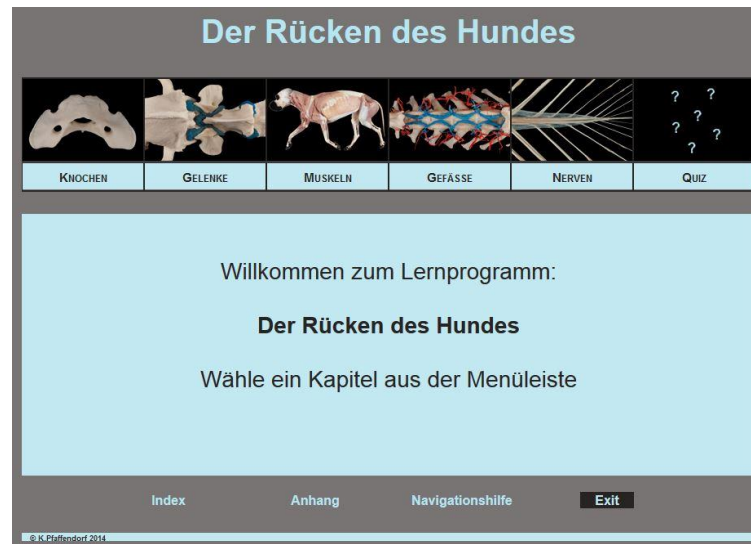 Der Rücken des Hundes
? ?
?
? ?
?
KNOCHEN GELENKE MUSKELN GEFÄSSE NERVEN QUIZ
Willkommen zum Lernprogramm:
Der Rücken des Hundes
Wähle ein Kapitel aus der Menüleiste
Index Anhang Navigationshilfe Exit
© K.Pfaffendorf 2014